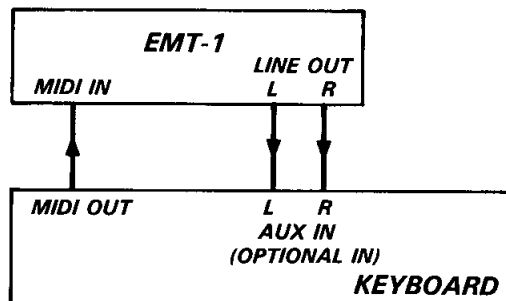 EMT-1
LINE OUT
MIDI IN L R
MIDI OUT L R
AUX IN
(OPTIONAL IN)
KEYBOARD